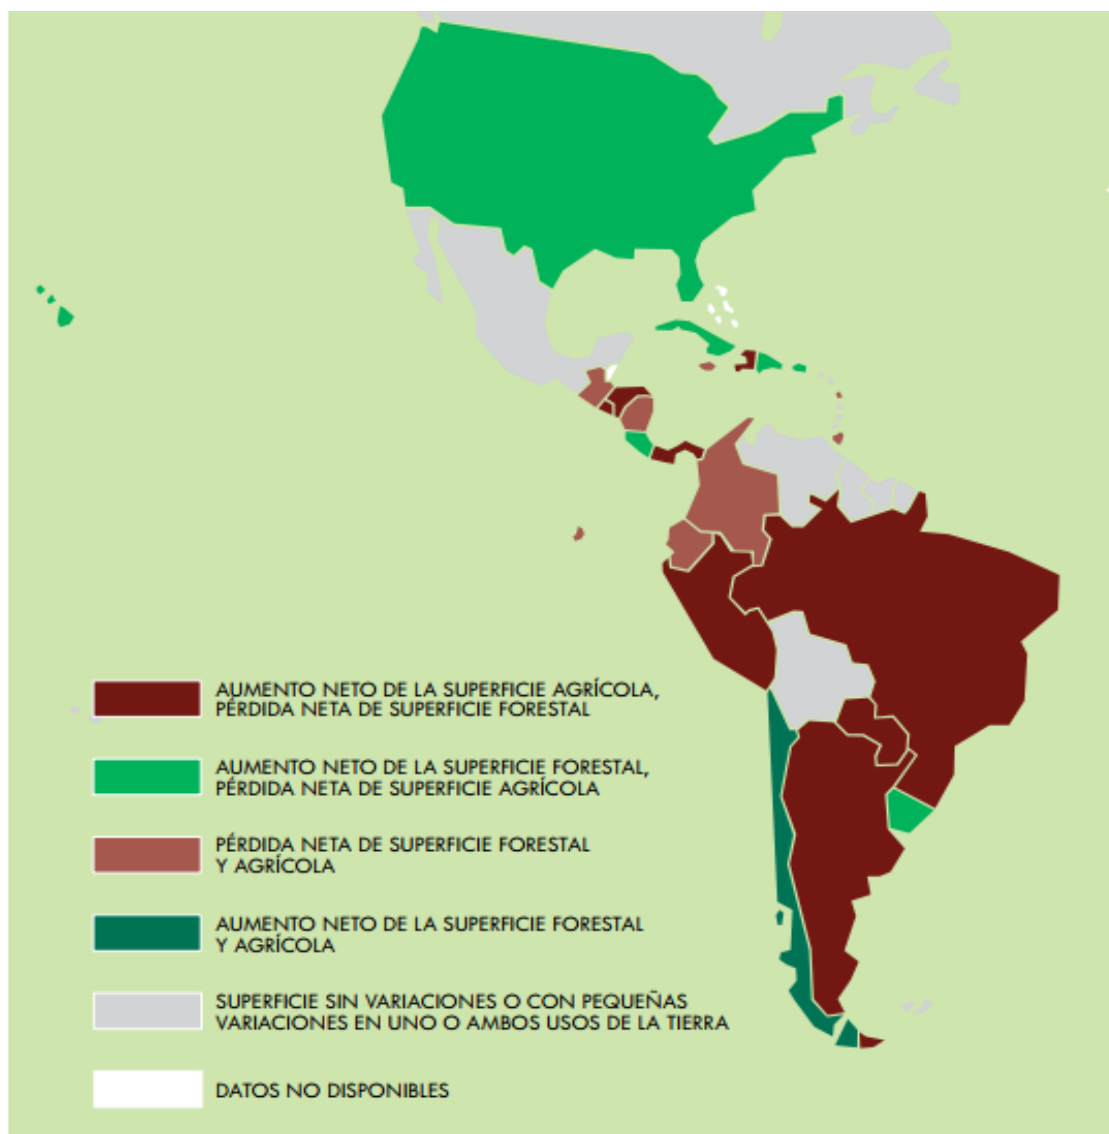 AUMENTO NETO DE LA SUPERFICIE AGRÍCOLA,
PÉRDIDA NETA DE SUPERFICIE FORESTAL
AUMENTO NETO DE LA SUPERFICIE FORESTAL,
PÉRDIDA NETA DE SUPERFICIE AGRÍCOLA
PÉRDIDA NETA DE SUPERFICIE FORESTAL
Y AGRÍCOLA
AUMENTO NETO DE LA SUPERFICIE FORESTAL
Y AGRÍCOLA
SUPERFICIE SIN VARIACIONES O CON PEQUEÑAS
VARIACIONES EN UNO O AMBOS USOS DE LA TIERRA
DATOS NO DISPONIBLES